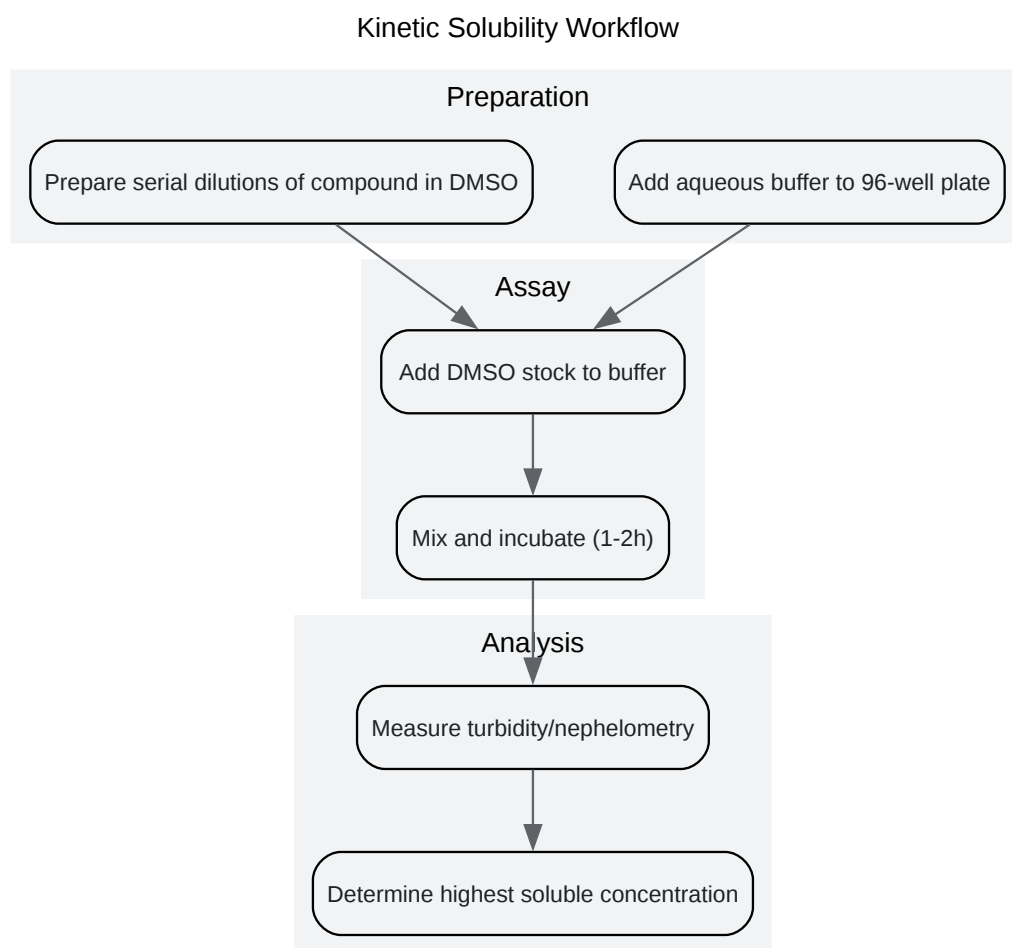 Kinetic Solubility Workflow
Preparation
Prepare serial dilutions of compound in DMSO
Add aqueous buffer to 96-well plate
Assay
Add DMSO stock to buffer
Mix and incubate (1-2h)
Analysis
Measure turbidity/nephelometry
Determine highest soluble concentration